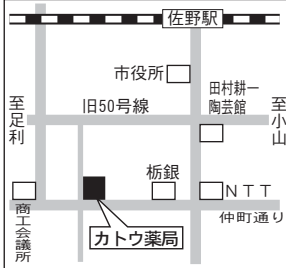 佐野駅
市役所
田村耕一
陶芸館
旧50号線
至足利
至小山
栃銀
NTT
仲町通り
商工会議所
カトウ薬局